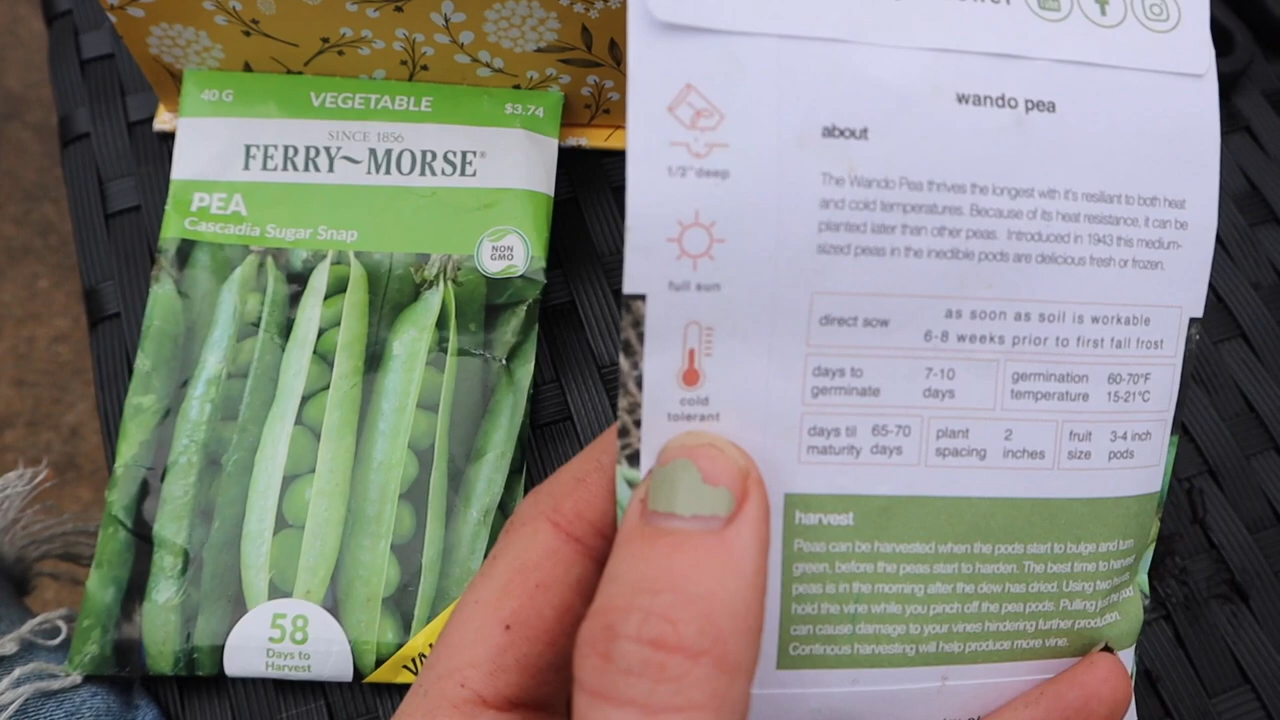 40 G VEGETABLE $3.74
SINCE 1856
FERRY~MORSE®
PEA
Cascadia Sugar Snap
NON
GMO
58
Days to
Harvest
1/2" deep
full sun
cold
tolerant
wando pea
about
The Wando Pea thrives the longest with it's resiliant to both heat
and cold temperatures. Because of its heat resistance, it can be
planted later than other peas. Introduced in 1943 this medium-
sized peas in the inedible pods are delicious fresh or frozen.
direct sow
as soon as soil is workable
6-8 weeks prior to first fall frost
days to
germinate
7-10
days
germination
temperature
60-70°F
15-21°C
days til
maturity
65-70
days
plant
spacing
2
inches
fruit
size
3-4 inch
pods
harvest
Peas can be harvested when the pods start to bulge and turn
green, before the peas start to harden. The best time to harvest
peas is in the morning after the dew has dried. Using two hands,
hold the vine while you pinch off the pea pods. Pulling just the pod
can cause damage to your vines hindering further production.
Continous harvesting will help produce more vine.